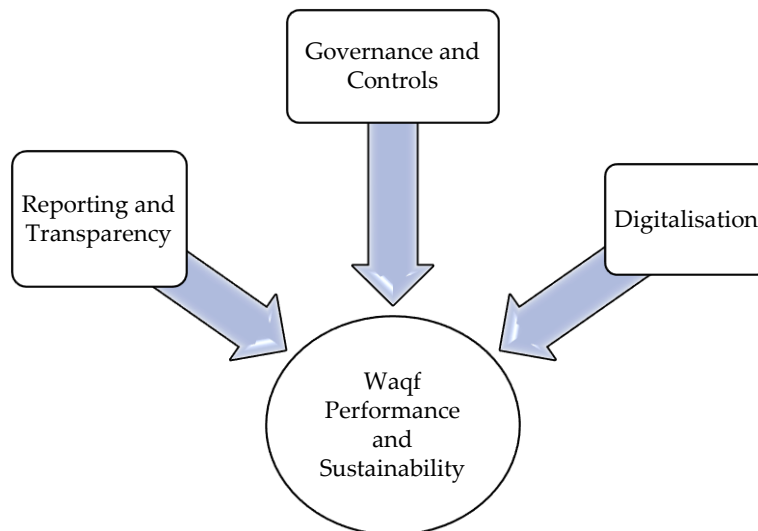 Governance and
Controls
Reporting and
Transparency
Digitalisation
Waqf
Performance
and
Sustainability